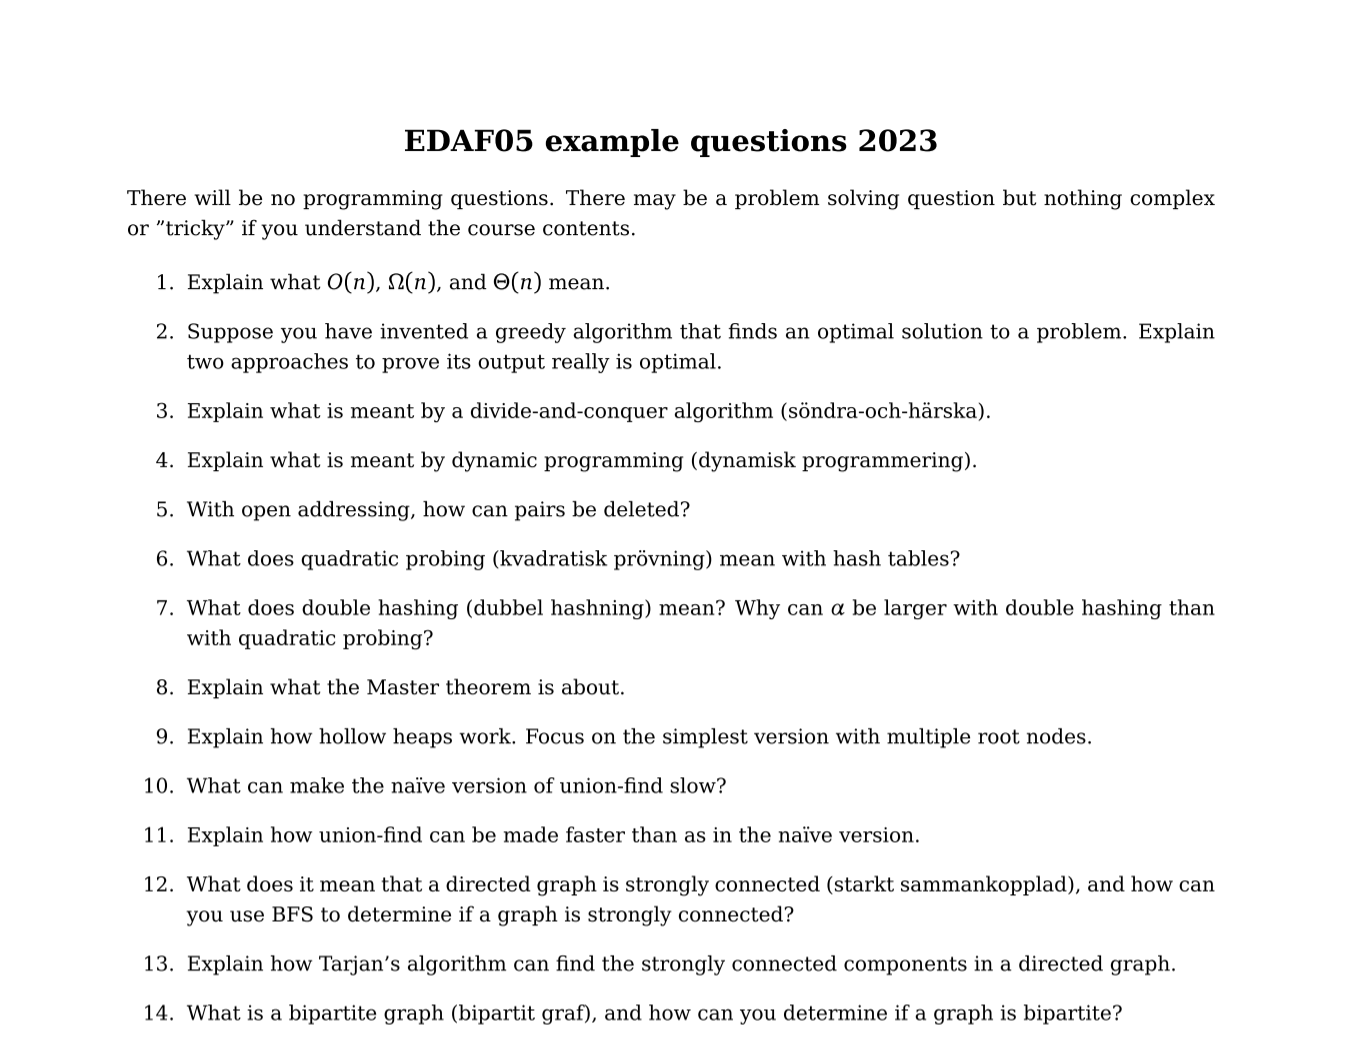 EDAF05 example questions 2023
There will be no programming questions. There may be a problem solving question but nothing complex
or ”tricky” if you understand the course contents.
1. Explain what O(n), Ω(n), and Θ(n) mean.
2. Suppose you have invented a greedy algorithm that finds an optimal solution to a problem. Explain
two approaches to prove its output really is optimal.
3. Explain what is meant by a divide-and-conquer algorithm (söndra-och-härska).
4. Explain what is meant by dynamic programming (dynamisk programmering).
5. With open addressing, how can pairs be deleted?
6. What does quadratic probing (kvadratisk prövning) mean with hash tables?
7. What does double hashing (dubbel hashning) mean? Why can α be larger with double hashing than
with quadratic probing?
8. Explain what the Master theorem is about.
9. Explain how hollow heaps work. Focus on the simplest version with multiple root nodes.
10. What can make the naïve version of union-find slow?
11. Explain how union-find can be made faster than as in the naïve version.
12. What does it mean that a directed graph is strongly connected (starkt sammankopplad), and how can
you use BFS to determine if a graph is strongly connected?
13. Explain how Tarjan’s algorithm can find the strongly connected components in a directed graph.
14. What is a bipartite graph (bipartit graf), and how can you determine if a graph is bipartite?